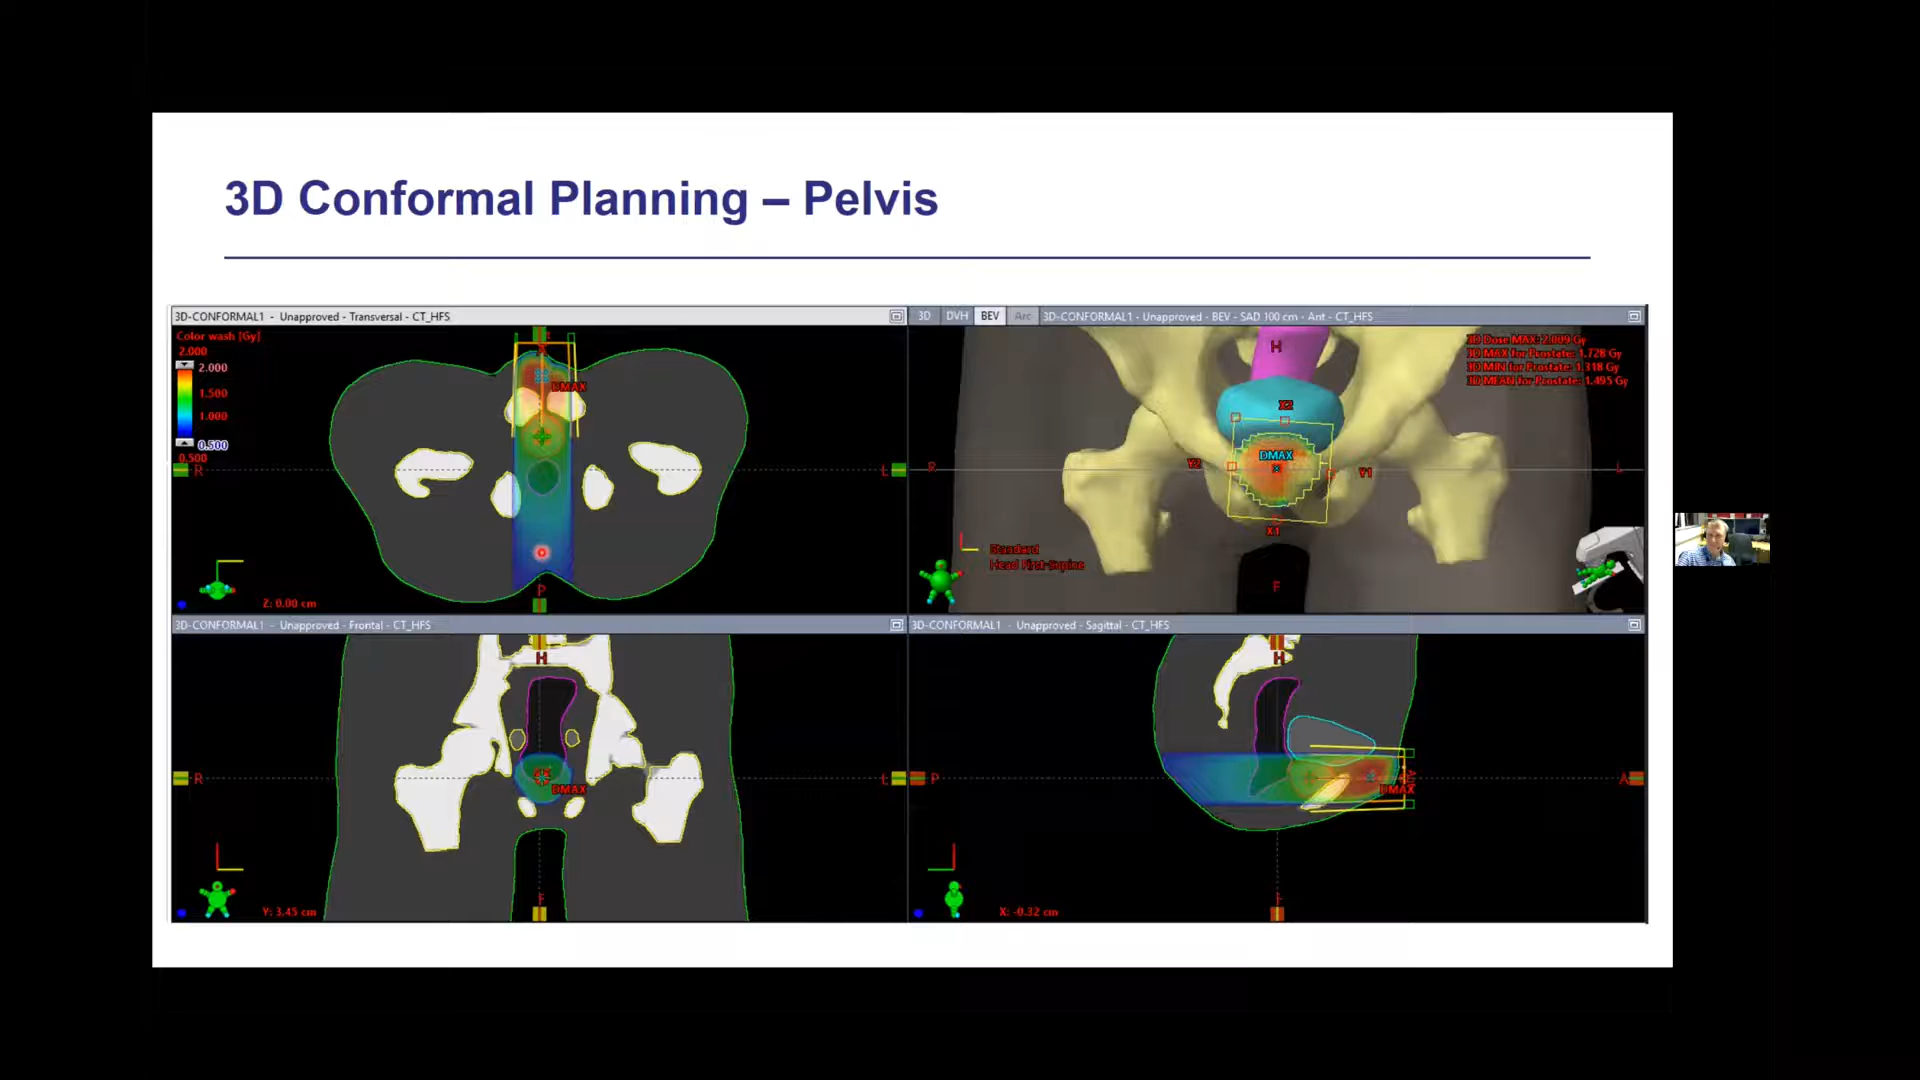 3D Conformal Planning – Pelvis
3D-CONFORMAL1 - Unapproved - Transversal - CT_HFS
3D DVH BEV Arc 3D-CONFORMAL1 - Unapproved - BEV - SAD 100 cm - Ant - CT_HFS
Color wash [Gy]
2.000
2.000
1.500
1.000
0.500
0.500
DMAX
R
L
P
Z: 0.00 cm
3D Dose MAX: 2.009 Gy
3D MAX for Prostate: 1.728 Gy
3D MIN for Prostate: 1.318 Gy
3D MEAN for Prostate: 1.495 Gy
H
X2
DMAX
R
Y2
Y1
L
X1
Standard
Head First-Supine
F
3D-CONFORMAL1 - Unapproved - Frontal - CT_HFS
3D-CONFORMAL1 - Unapproved - Sagittal - CT_HFS
H
R
L
DMAX
F
Y: 3.45 cm
H
P
A
DMAX
F
X: -0.32 cm